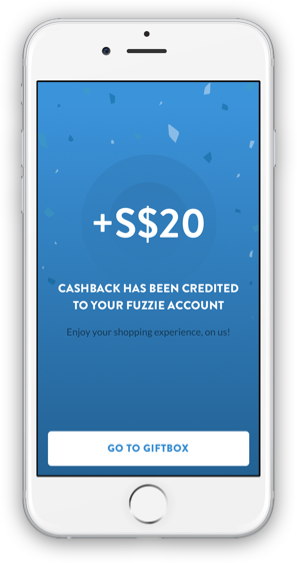 +S$20
CASHBACK HAS BEEN CREDITED
TO YOUR FUZZIE ACCOUNT
Enjoy your shopping experience, on us!
GO TO GIFTBOX